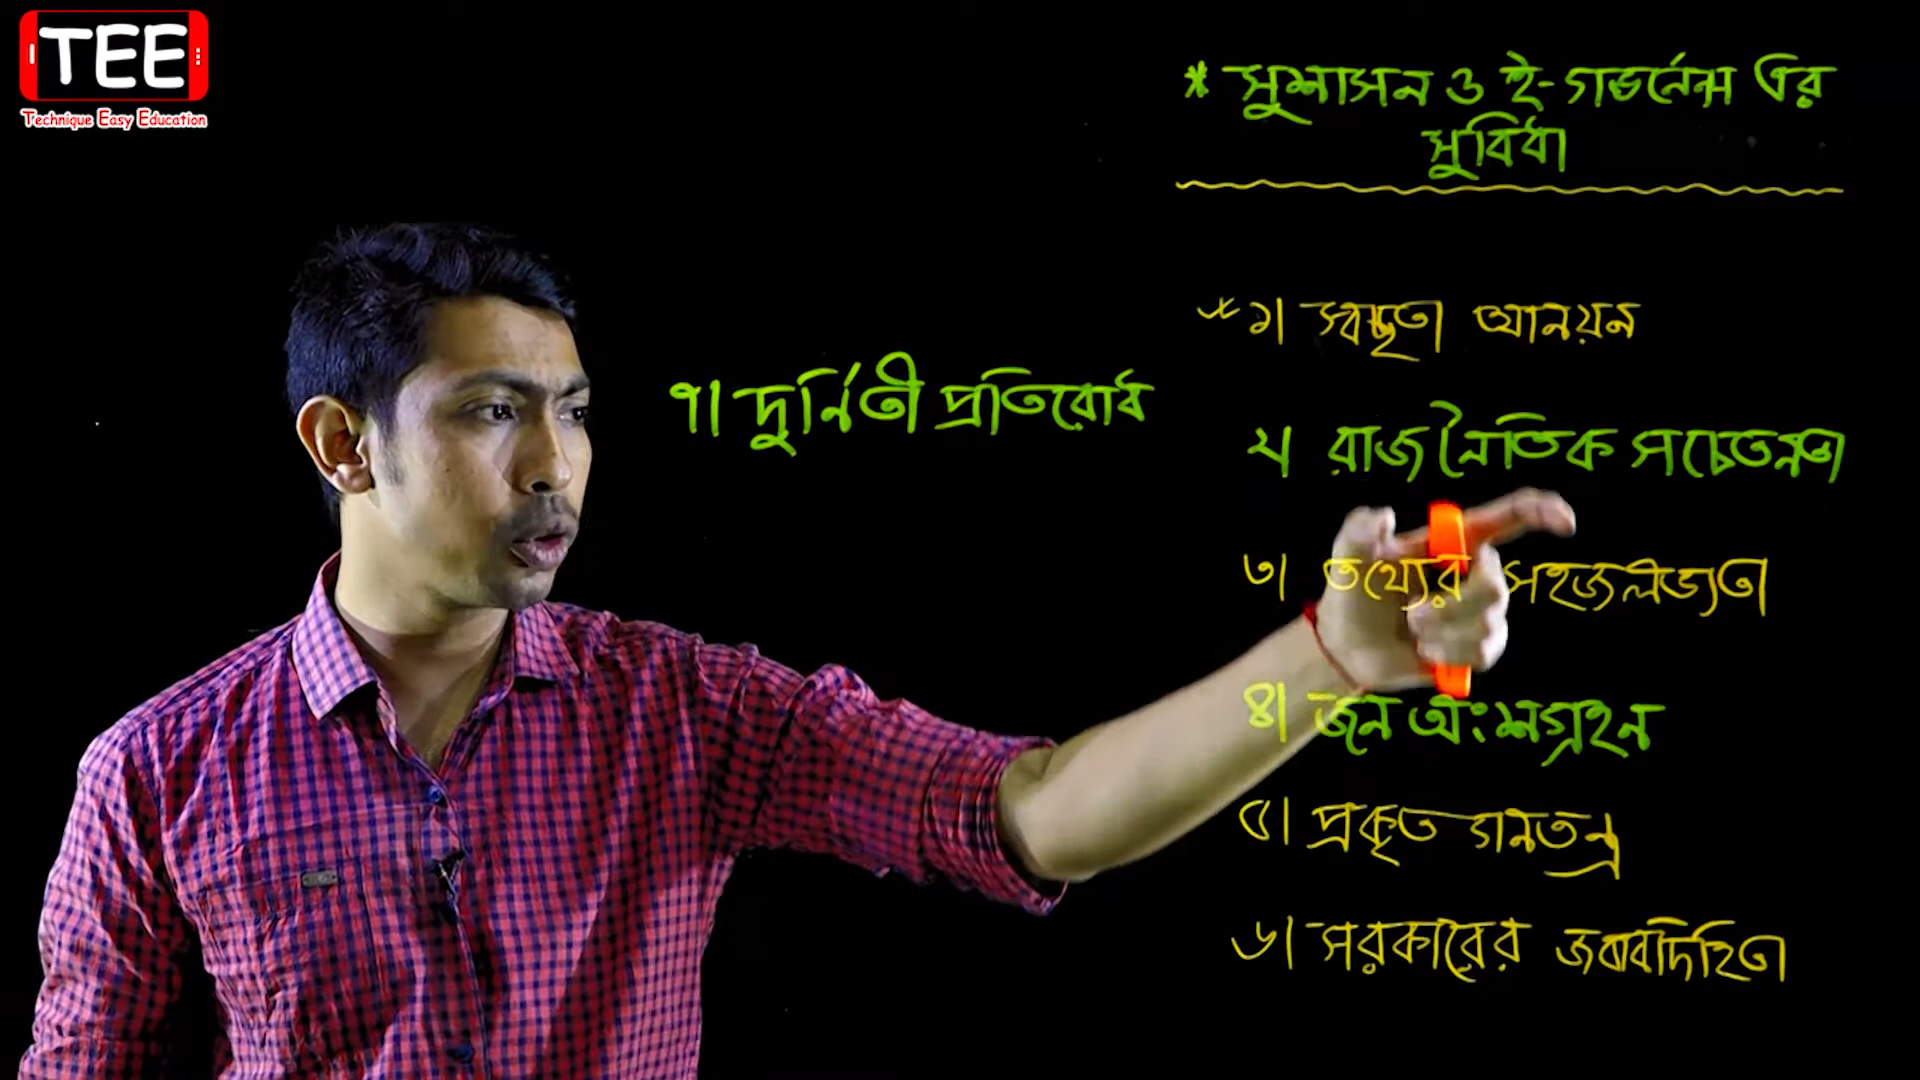 TEE
Technique Easy Education
* সুশাসন ও ই-গভর্নেন্স এর
সুবিধা
* ১। স্বচ্ছতা আনয়ন
২। রাজনৈতিক সচেতনতা
৩। তথ্যের সহজলভ্যতা
৪। জন অংশগ্রহন
৫। প্রকৃত গনতন্ত্র
৬। সরকারের জবাবদিহিতা
৭। দুর্নিতী প্রতিরোধ